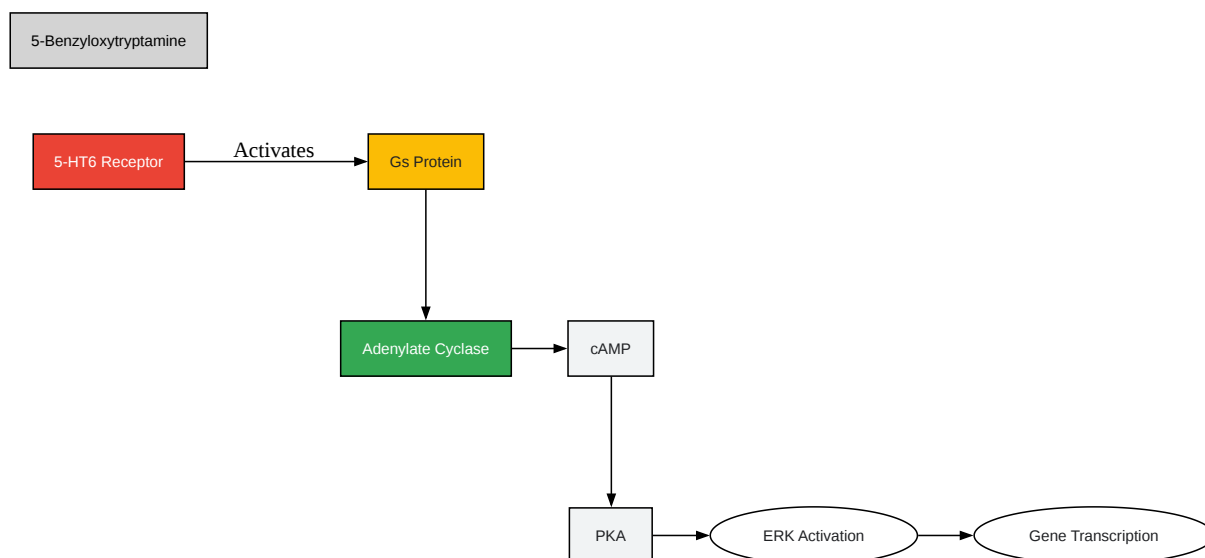 5-Benzyloxytryptamine
5-HT6 Receptor
Activates
Gs Protein
Adenylate Cyclase
cAMP
PKA
ERK Activation
Gene Transcription